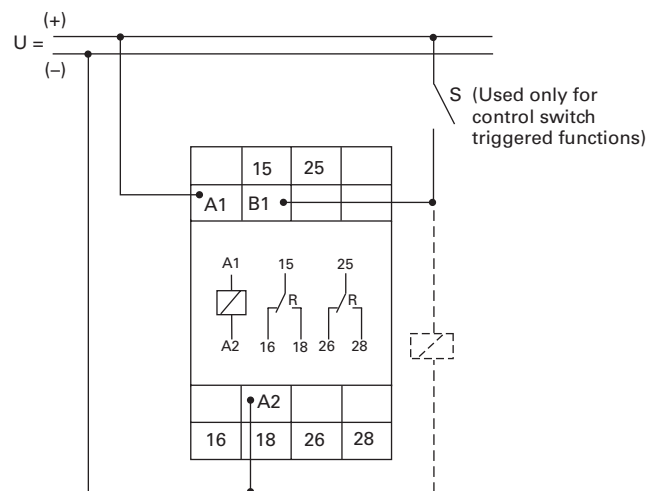 (+)
U =
(–)
S (Used only for
control switch
triggered functions)
15 25
A1 B1
A1 15 25
R R
A2 16 18 26 28
A2
16 18 26 28